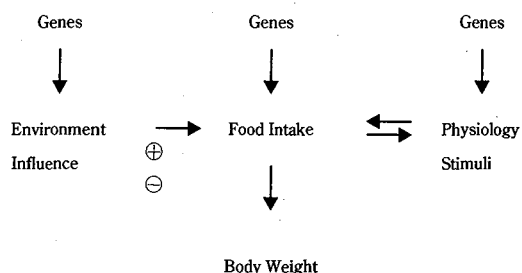 Genes Genes Genes
Environment Food Intake Physiology
Influence Stimuli
⊕
⊖
Body Weight